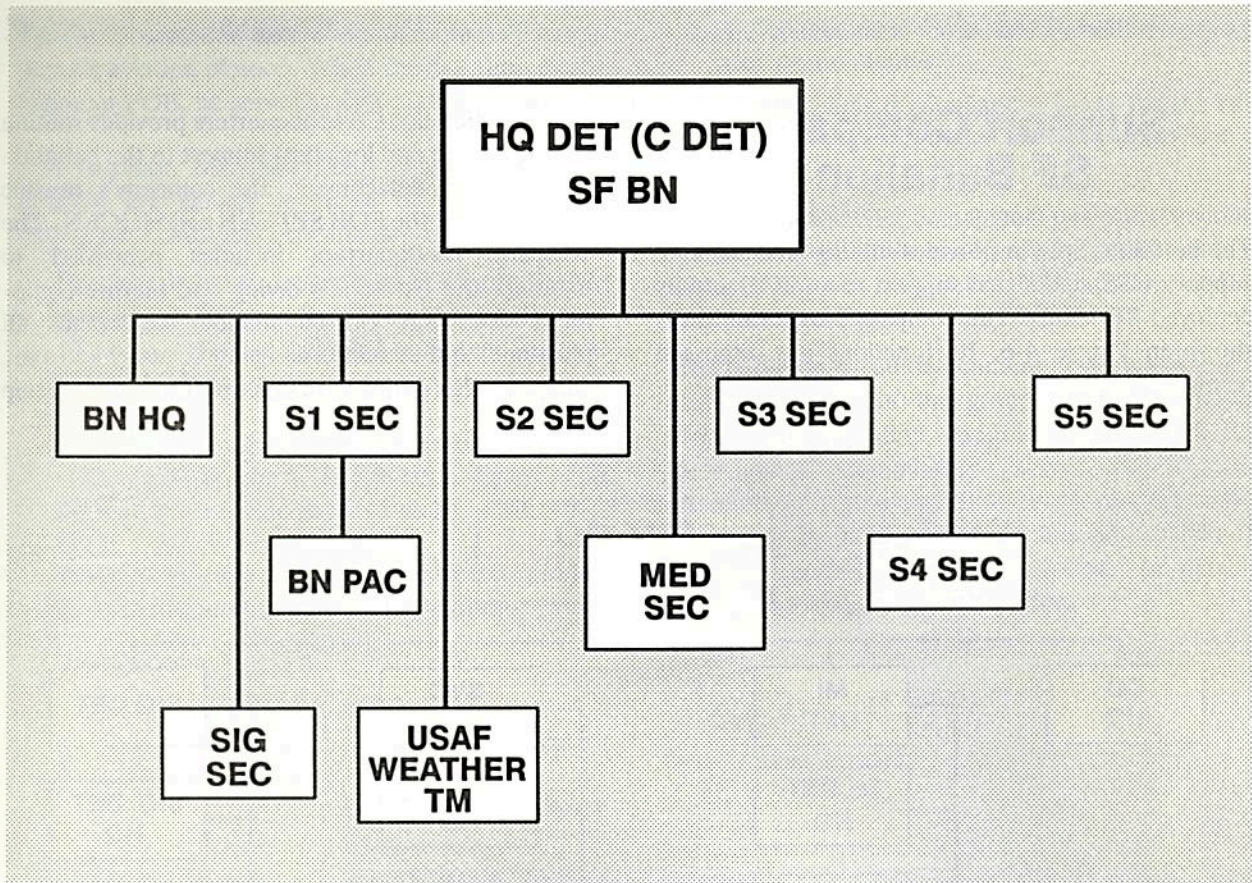 HQ DET (C DET)
SF BN
BN HQ
S1 SEC
S2 SEC
S3 SEC
S5 SEC
BN PAC
MED
SEC
S4 SEC
SIG
SEC
USAF
WEATHER
TM